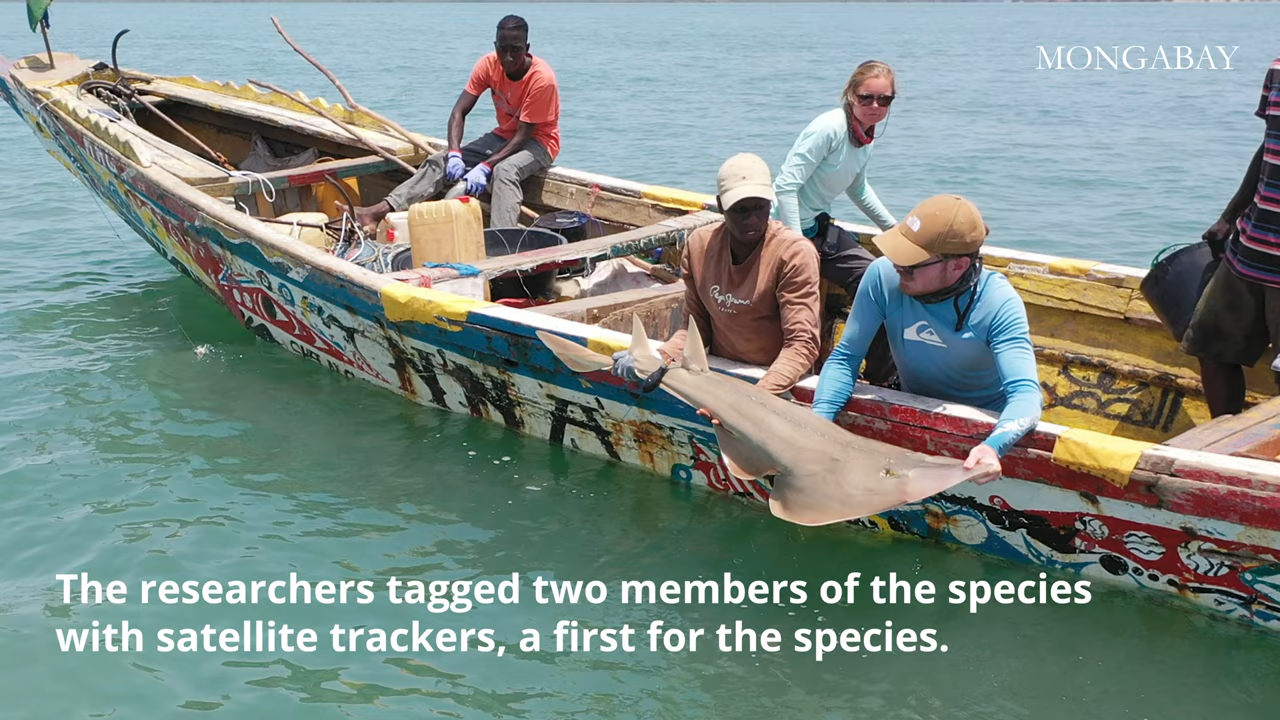 MONGABAY
The researchers tagged two members of the species
with satellite trackers, a first for the species.